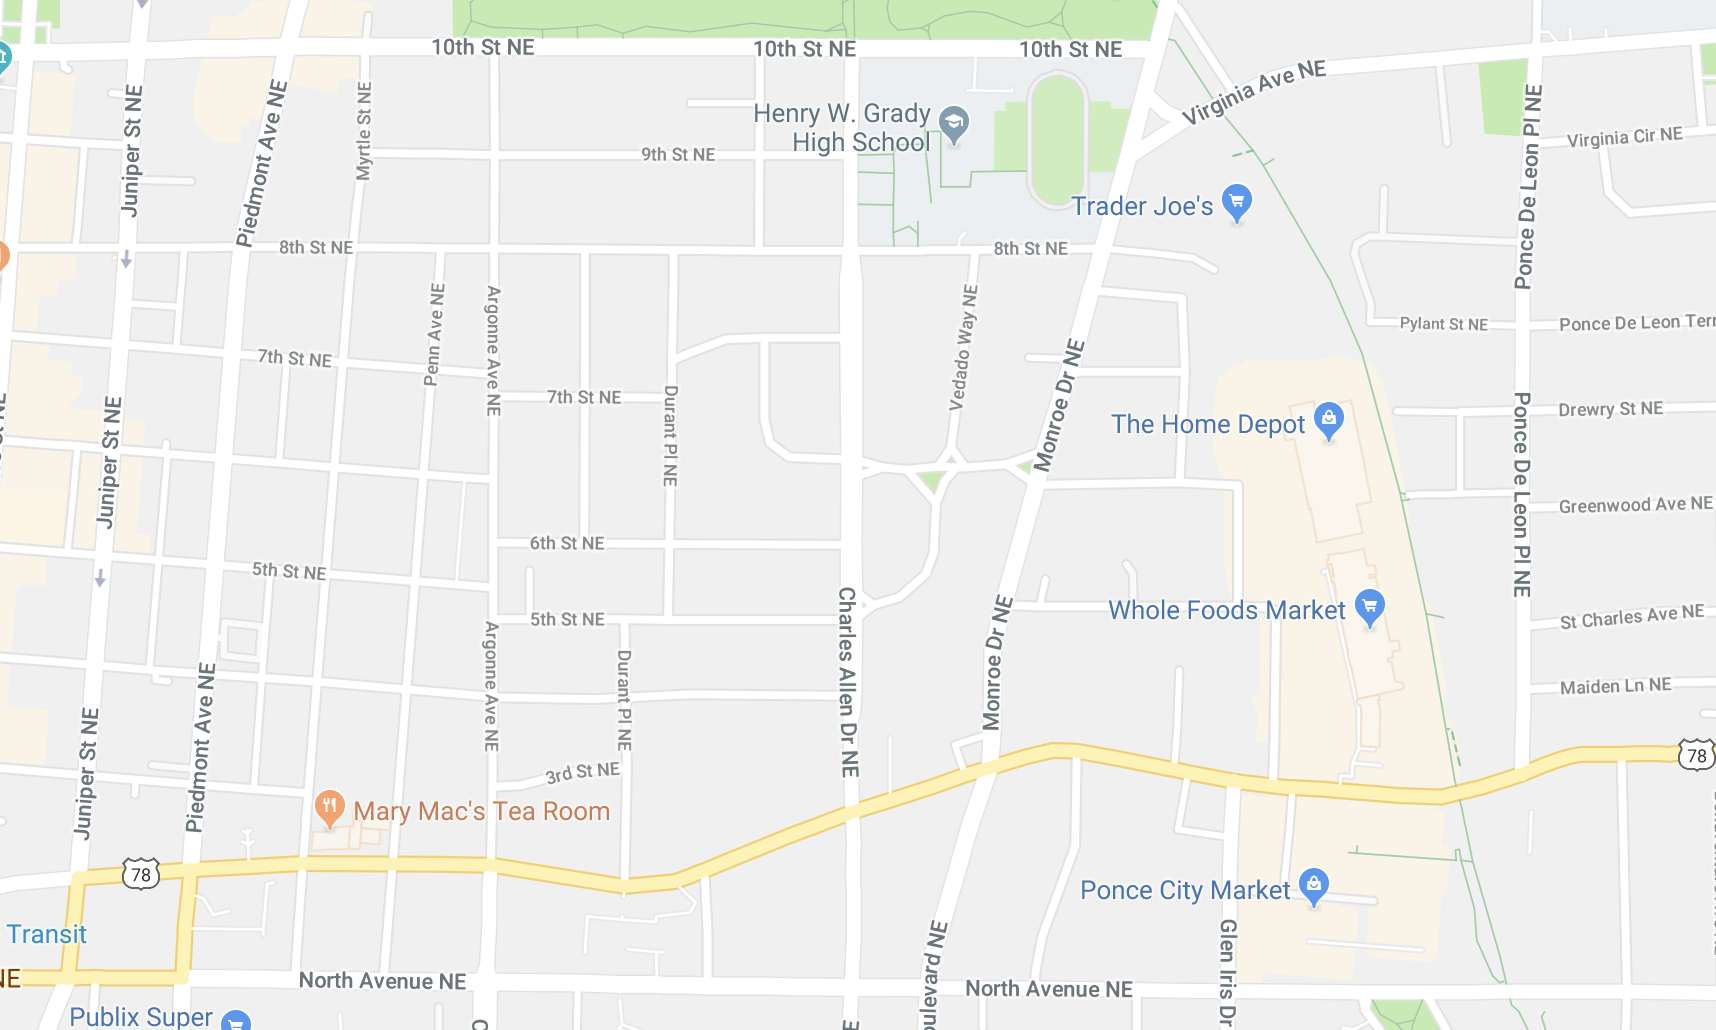 10th St NE
10th St NE
10th St NE
Virginia Ave NE
Juniper St NE
Piedmont Ave NE
Myrtle St NE
Henry W. Grady
High School
Ponce De Leon Pl NE
Virginia Cir NE
9th St NE
Trader Joe's
8th St NE
8th St NE
Penn Ave NE
Argonne Ave NE
Vedado Way NE
Pylant St NE
Ponce De Leon Terr
7th St NE
7th St NE
Durant Pl NE
Monroe Dr NE
The Home Depot
Drewry St NE
Juniper St NE
Ponce De Leon Pl NE
Greenwood Ave NE
6th St NE
5th St NE
5th St NE
Charles Allen Dr NE
Whole Foods Market
St Charles Ave NE
Argonne Ave NE
Durant Pl NE
Monroe Dr NE
Maiden Ln NE
Juniper St NE
Piedmont Ave NE
3rd St NE
78
Mary Mac's Tea Room
78
Ponce City Market
Transit
oulevard NE
Glen Iris Dr
NE
North Avenue NE
North Avenue NE
Publix Super